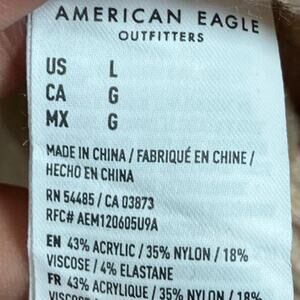 AMERICAN EAGLE
OUTFITTERS
US L
CA G
MX G
MADE IN CHINA / FABRIQUÉ EN CHINE /
HECHO EN CHINA
RN 54485 / CA 03873
RFC# AEM120605U9A
EN 43% ACRYLIC / 35% NYLON / 18%
VISCOSE / 4% ELASTANE
FR 43% ACRYLIQUE / 35% NYLON / 18%